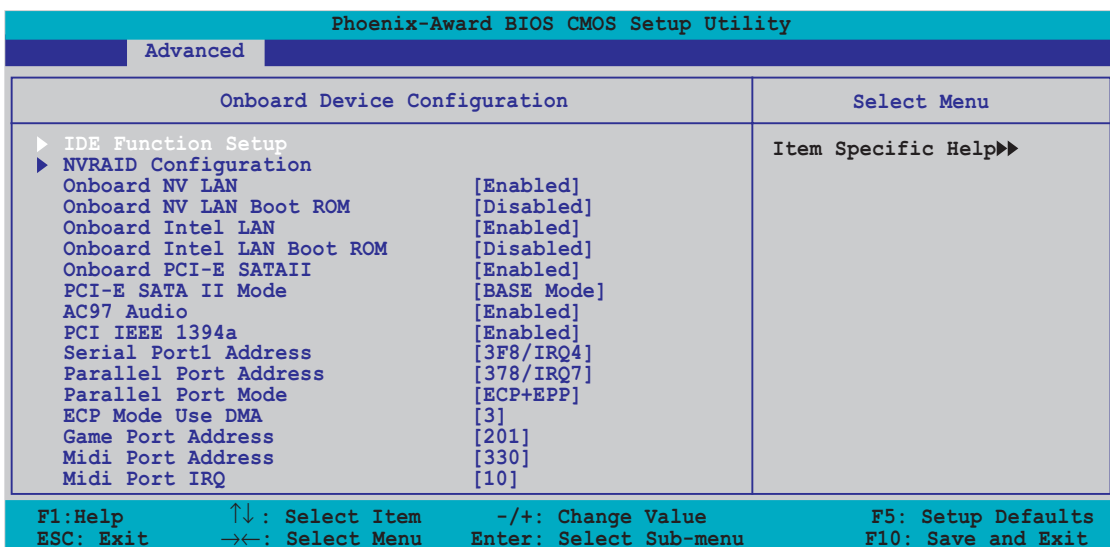 Phoenix-Award BIOS CMOS Setup Utility
Advanced
Onboard Device Configuration
Select Menu
IDE Function Setup
Item Specific Help
NVRAID Configuration
Onboard NV LAN [Enabled]
Onboard NV LAN Boot ROM [Disabled]
Onboard Intel LAN [Enabled]
Onboard Intel LAN Boot ROM [Disabled]
Onboard PCI-E SATAII [Enabled]
PCI-E SATA II Mode [BASE Mode]
AC97 Audio [Enabled]
PCI IEEE 1394a [Enabled]
Serial Port1 Address [3F8/IRQ4]
Parallel Port Address [378/IRQ7]
Parallel Port Mode [ECP+EPP]
ECP Mode Use DMA [3]
Game Port Address [201]
Midi Port Address [330]
Midi Port IRQ [10]
F1:Help ↑↓: Select Item -/+: Change Value F5: Setup Defaults
ESC: Exit →←: Select Menu Enter: Select Sub-menu F10: Save and Exit